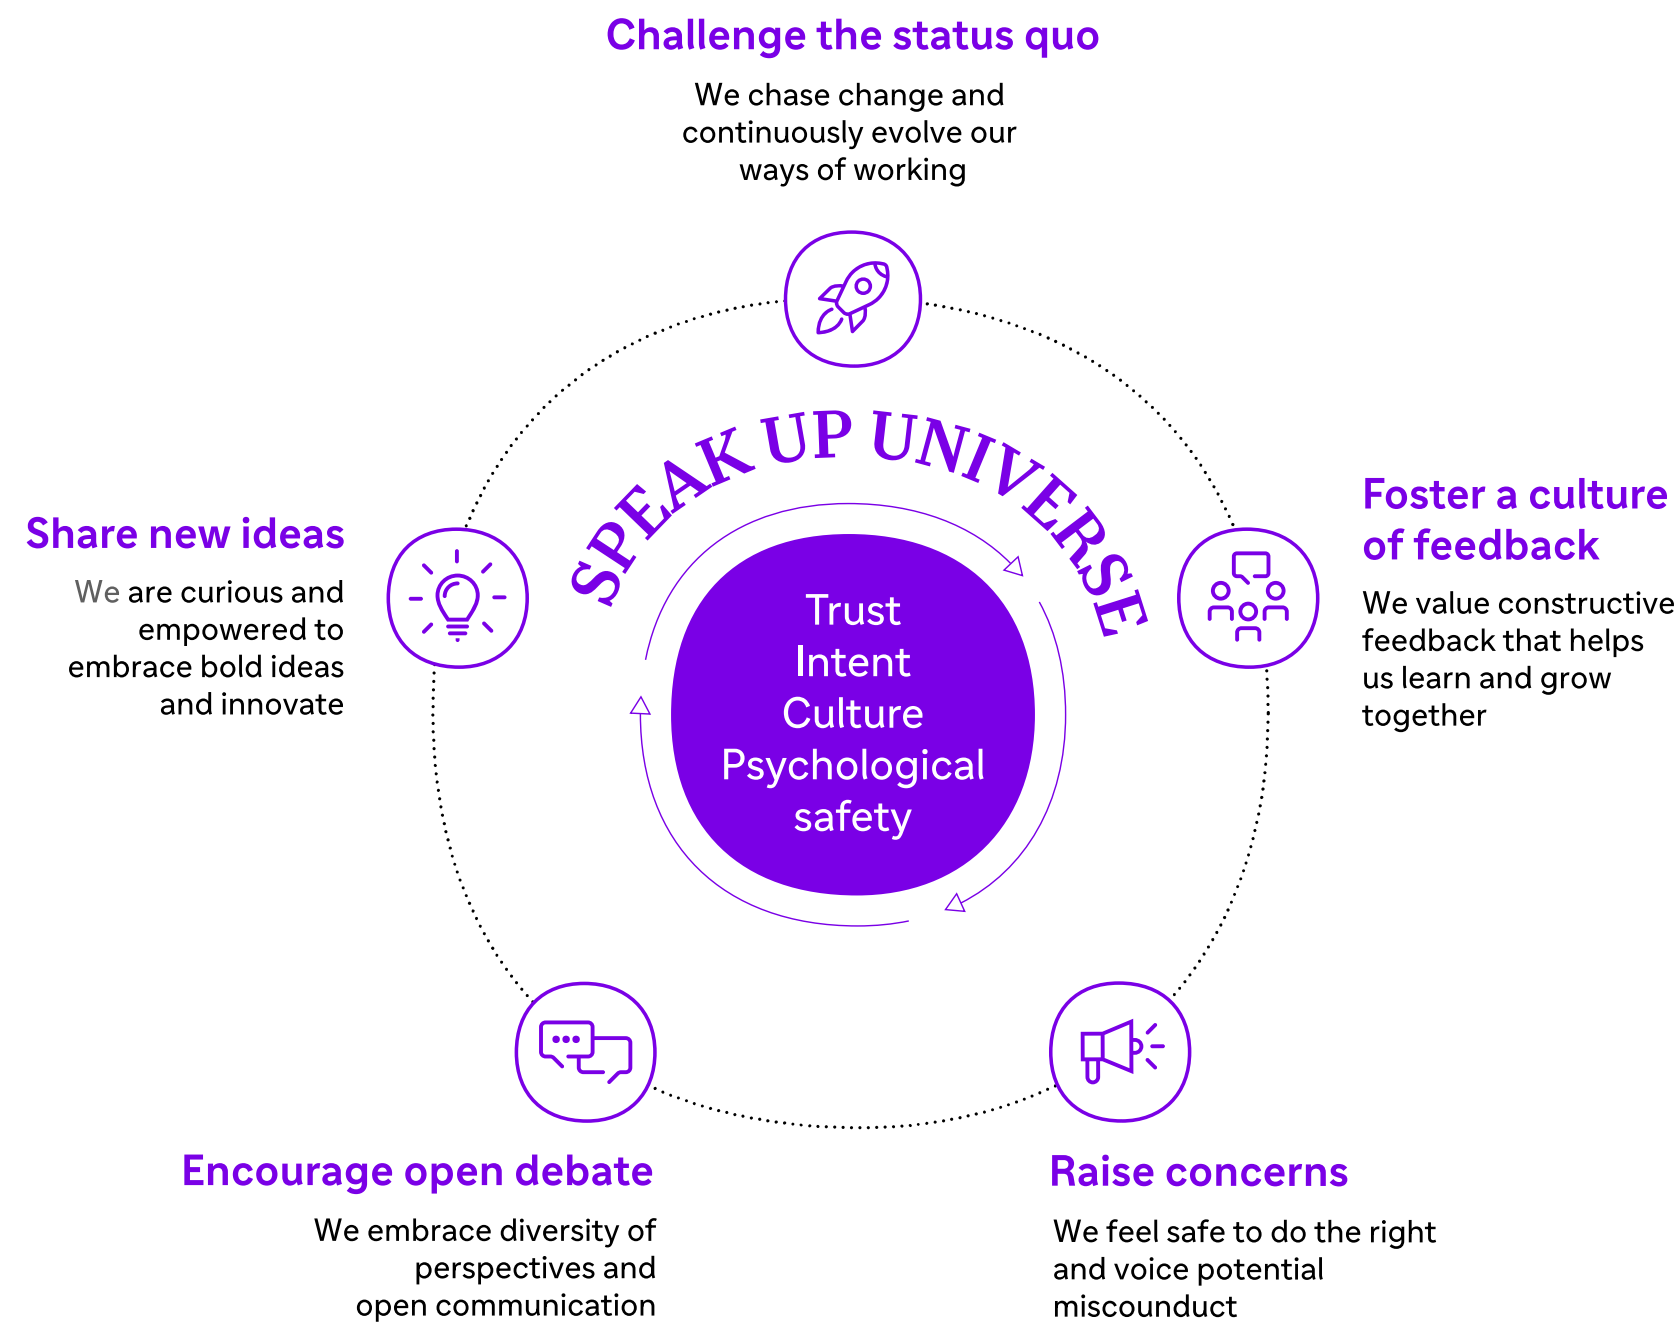 Challenge the status quo
We chase change and
continuously evolve our
ways of working
SPEAK UP UNIVERSE
Share new ideas
We are curious and
empowered to
embrace bold ideas
and innovate
Trust
Intent
Culture
Psychological
safety
Foster a culture
of feedback
We value constructive
feedback that helps
us learn and grow
together
Encourage open debate
We embrace diversity of
perspectives and
open communication
Raise concerns
We feel safe to do the right
and voice potential
miscounduct